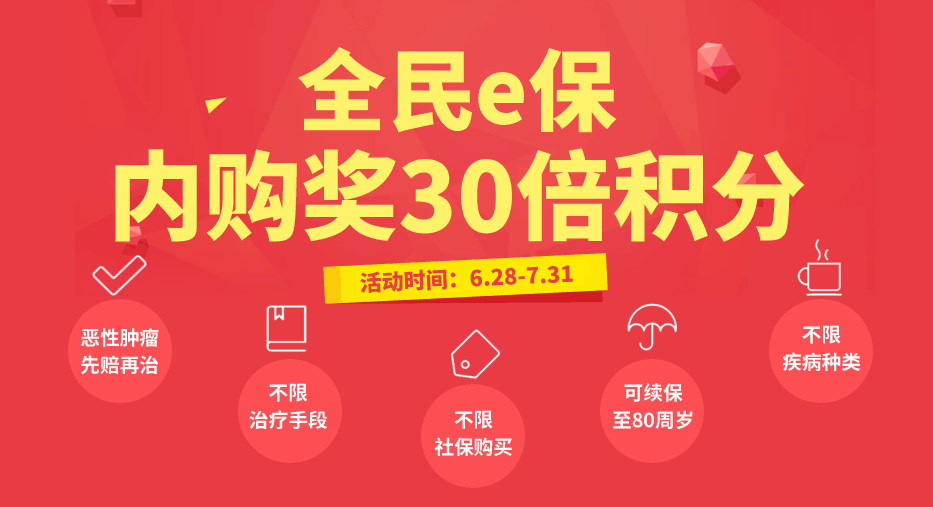 全民e保
内购奖30倍积分
活动时间：6.28-7.31
恶性肿瘤
先赔再治
不限
治疗手段
不限
社保购买
可续保
至80周岁
不限
疾病种类